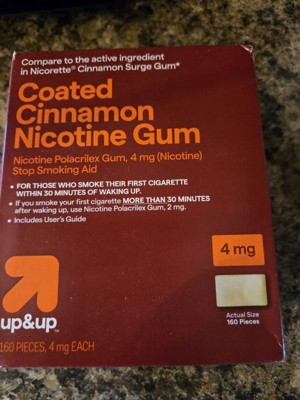 Compare to the active ingredient
in Nicorette® Cinnamon Surge Gum*
Coated
Cinnamon
Nicotine Gum
Nicotine Polacrilex Gum, 4 mg (Nicotine)
Stop Smoking Aid
• FOR THOSE WHO SMOKE THEIR FIRST CIGARETTE
WITHIN 30 MINUTES OF WAKING UP.
• If you smoke your first cigarette MORE THAN 30 MINUTES
after waking up, use Nicotine Polacrilex Gum, 2 mg.
• Includes User's Guide
4 mg
Actual Size
160 Pieces
up&up™
160 PIECES, 4 mg EACH